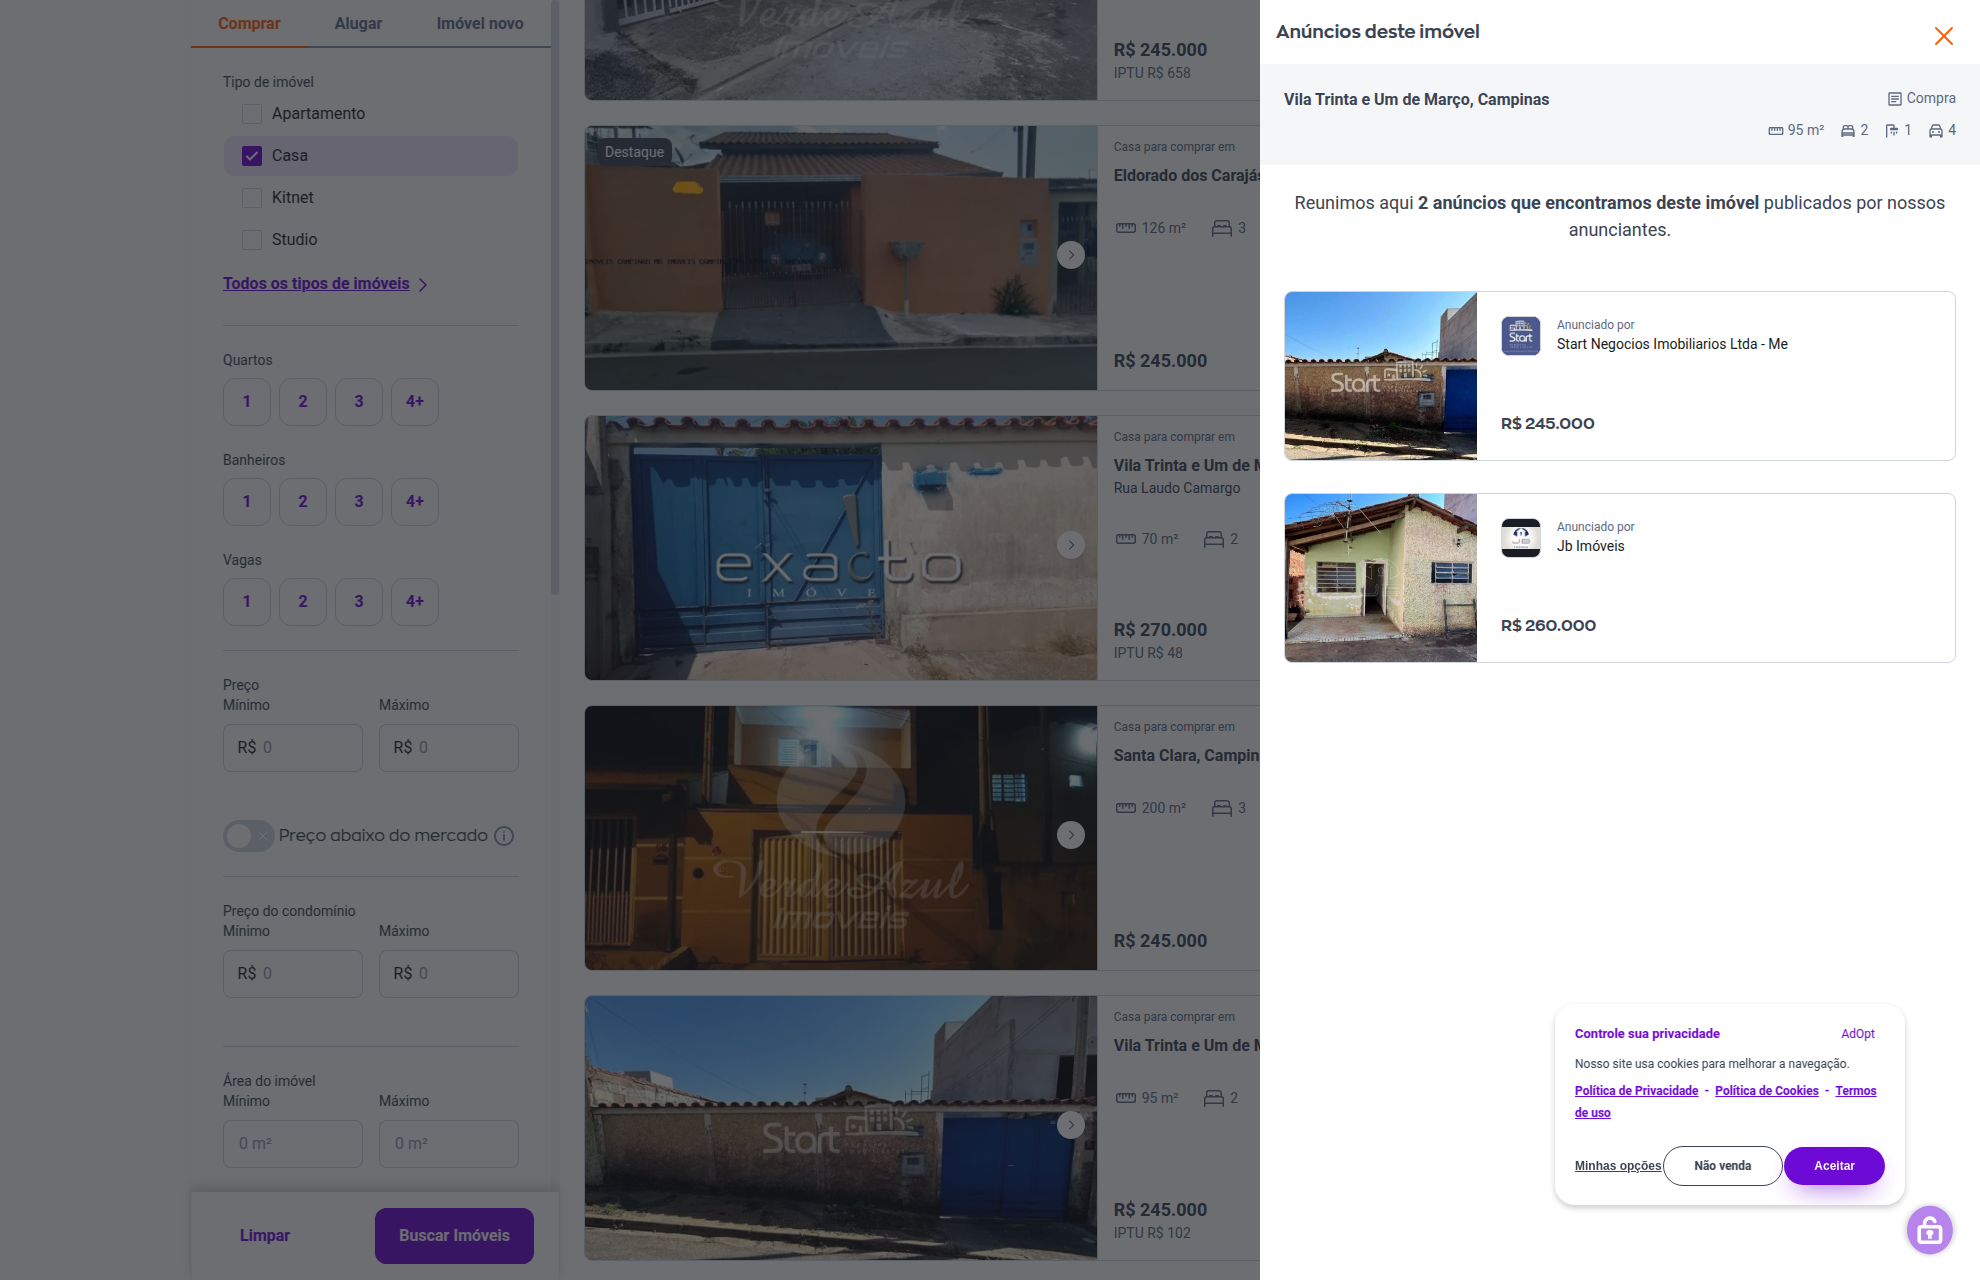 Comprar
Alugar
Imóvel novo
Tipo de imóvel
Apartamento
Casa
Kitnet
Studio
Todos os tipos de imóveis
Quartos
1 2 3 4+
Banheiros
1 2 3 4+
Vagas
1 2 3 4+
Preço
Mínimo Máximo
R$ 0 R$ 0
Preço abaixo do mercado
Preço do condomínio
Mínimo Máximo
R$ 0 R$ 0
Área do imóvel
Mínimo Máximo
0 m² 0 m²
Limpar
Buscar Imóveis
VerdeAzul
imóveis
R$ 245.000
IPTU R$ 658
Destaque
Casa para comprar em
Eldorado dos Carajás
126 m² 3
R$ 245.000
exacto
IMÓVEI
Casa para comprar em
Vila Trinta e Um de M
Rua Laudo Camargo
70 m² 2
R$ 270.000
IPTU R$ 48
VerdeAzul
imóveis
Casa para comprar em
Santa Clara, Campin
200 m² 3
R$ 245.000
Start
Casa para comprar em
Vila Trinta e Um de M
95 m² 2
R$ 245.000
IPTU R$ 102
Anúncios deste imóvel
Vila Trinta e Um de Março, Campinas
Compra
95 m² 2 1 4
Reunimos aqui 2 anúncios que encontramos deste imóvel publicados por nossos
anunciantes.
Start
Start
Anunciado por
Start Negocios Imobiliarios Ltda - Me
R$ 245.000
JB
Anunciado por
Jb Imóveis
R$ 260.000
Controle sua privacidade
AdOpt
Nosso site usa cookies para melhorar a navegação.
Política de Privacidade - Política de Cookies - Termos
de uso
Minhas opções
Não venda
Aceitar